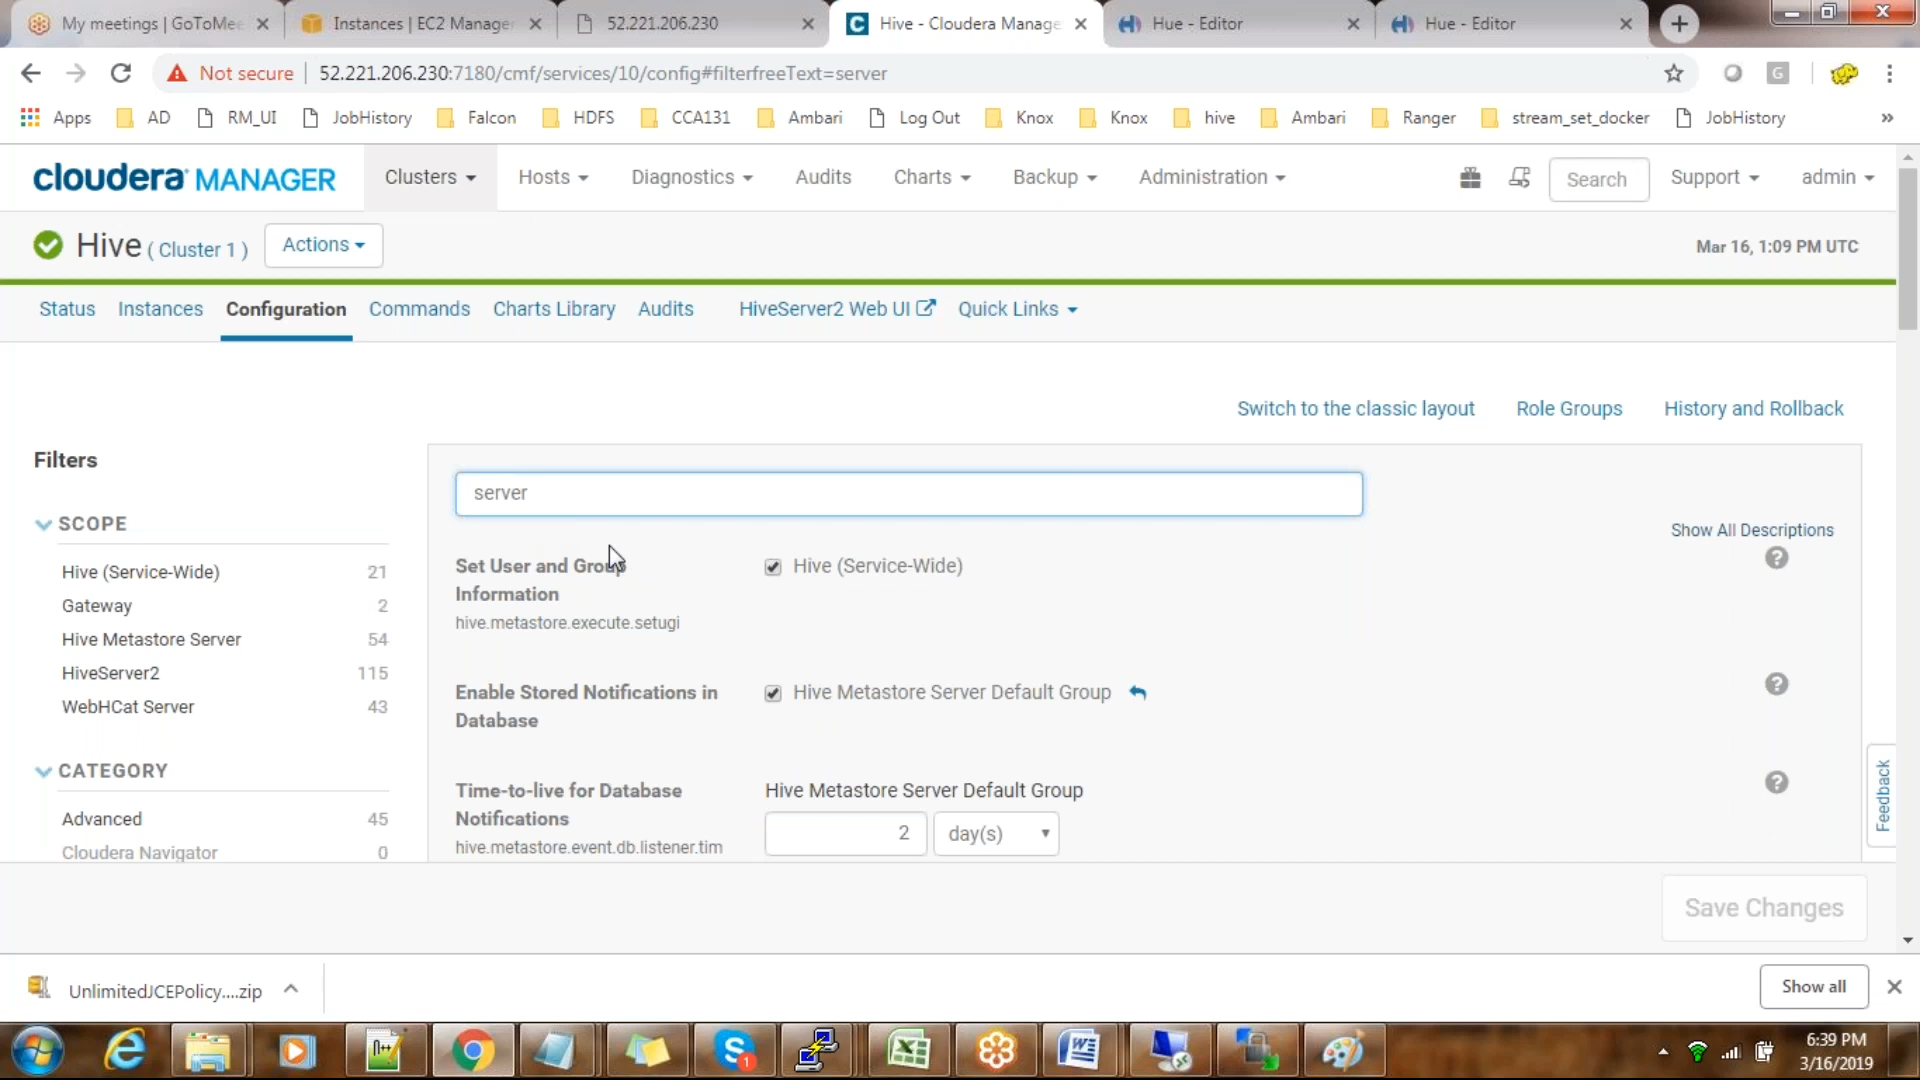 My meetings | GoToMee
Instances | EC2 Manager
52.221.206.230
Hive - Cloudera Manage
Hue - Editor
Hue - Editor
Not secure
52.221.206.230:7180/cmf/services/10/config#filterfreeText=server
G
Apps
AD
RM_UI
JobHistory
Falcon
HDFS
CCA131
Ambari
Log Out
Knox
Knox
hive
Ambari
Ranger
stream_set_docker
JobHistory
»
cloudera MANAGER
Clusters
Hosts
Diagnostics
Audits
Charts
Backup
Administration
Search
Support
admin
Hive ( Cluster 1 )
Actions
Mar 16, 1:09 PM UTC
Status
Instances
Configuration
Commands
Charts Library
Audits
HiveServer2 Web UI
Quick Links
Switch to the classic layout
Role Groups
History and Rollback
Filters
SCOPE
Hive (Service-Wide) 21
Gateway 2
Hive Metastore Server 54
HiveServer2 115
WebHCat Server 43
CATEGORY
Advanced 45
Cloudera Navigator 0
server
Show All Descriptions
Set User and Group
Information
hive.metastore.execute.setugi
Hive (Service-Wide)
Enable Stored Notifications in
Database
Hive Metastore Server Default Group
Time-to-live for Database
Notifications
hive.metastore.event.db.listener.tim
Hive Metastore Server Default Group
2
day(s)
Feedback
Save Changes
UnlimitedJCEPolicy....zip
Show all
6:39 PM
3/16/2019